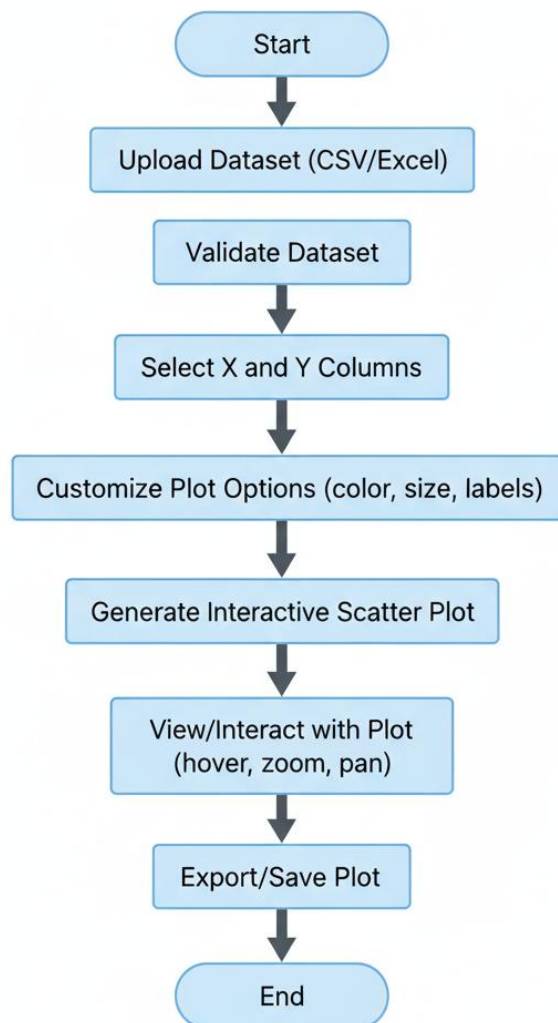 Start
Upload Dataset (CSV/Excel)
Validate Dataset
Select X and Y Columns
Customize Plot Options (color, size, labels)
Generate Interactive Scatter Plot
View/Interact with Plot
(hover, zoom, pan)
Export/Save Plot
End